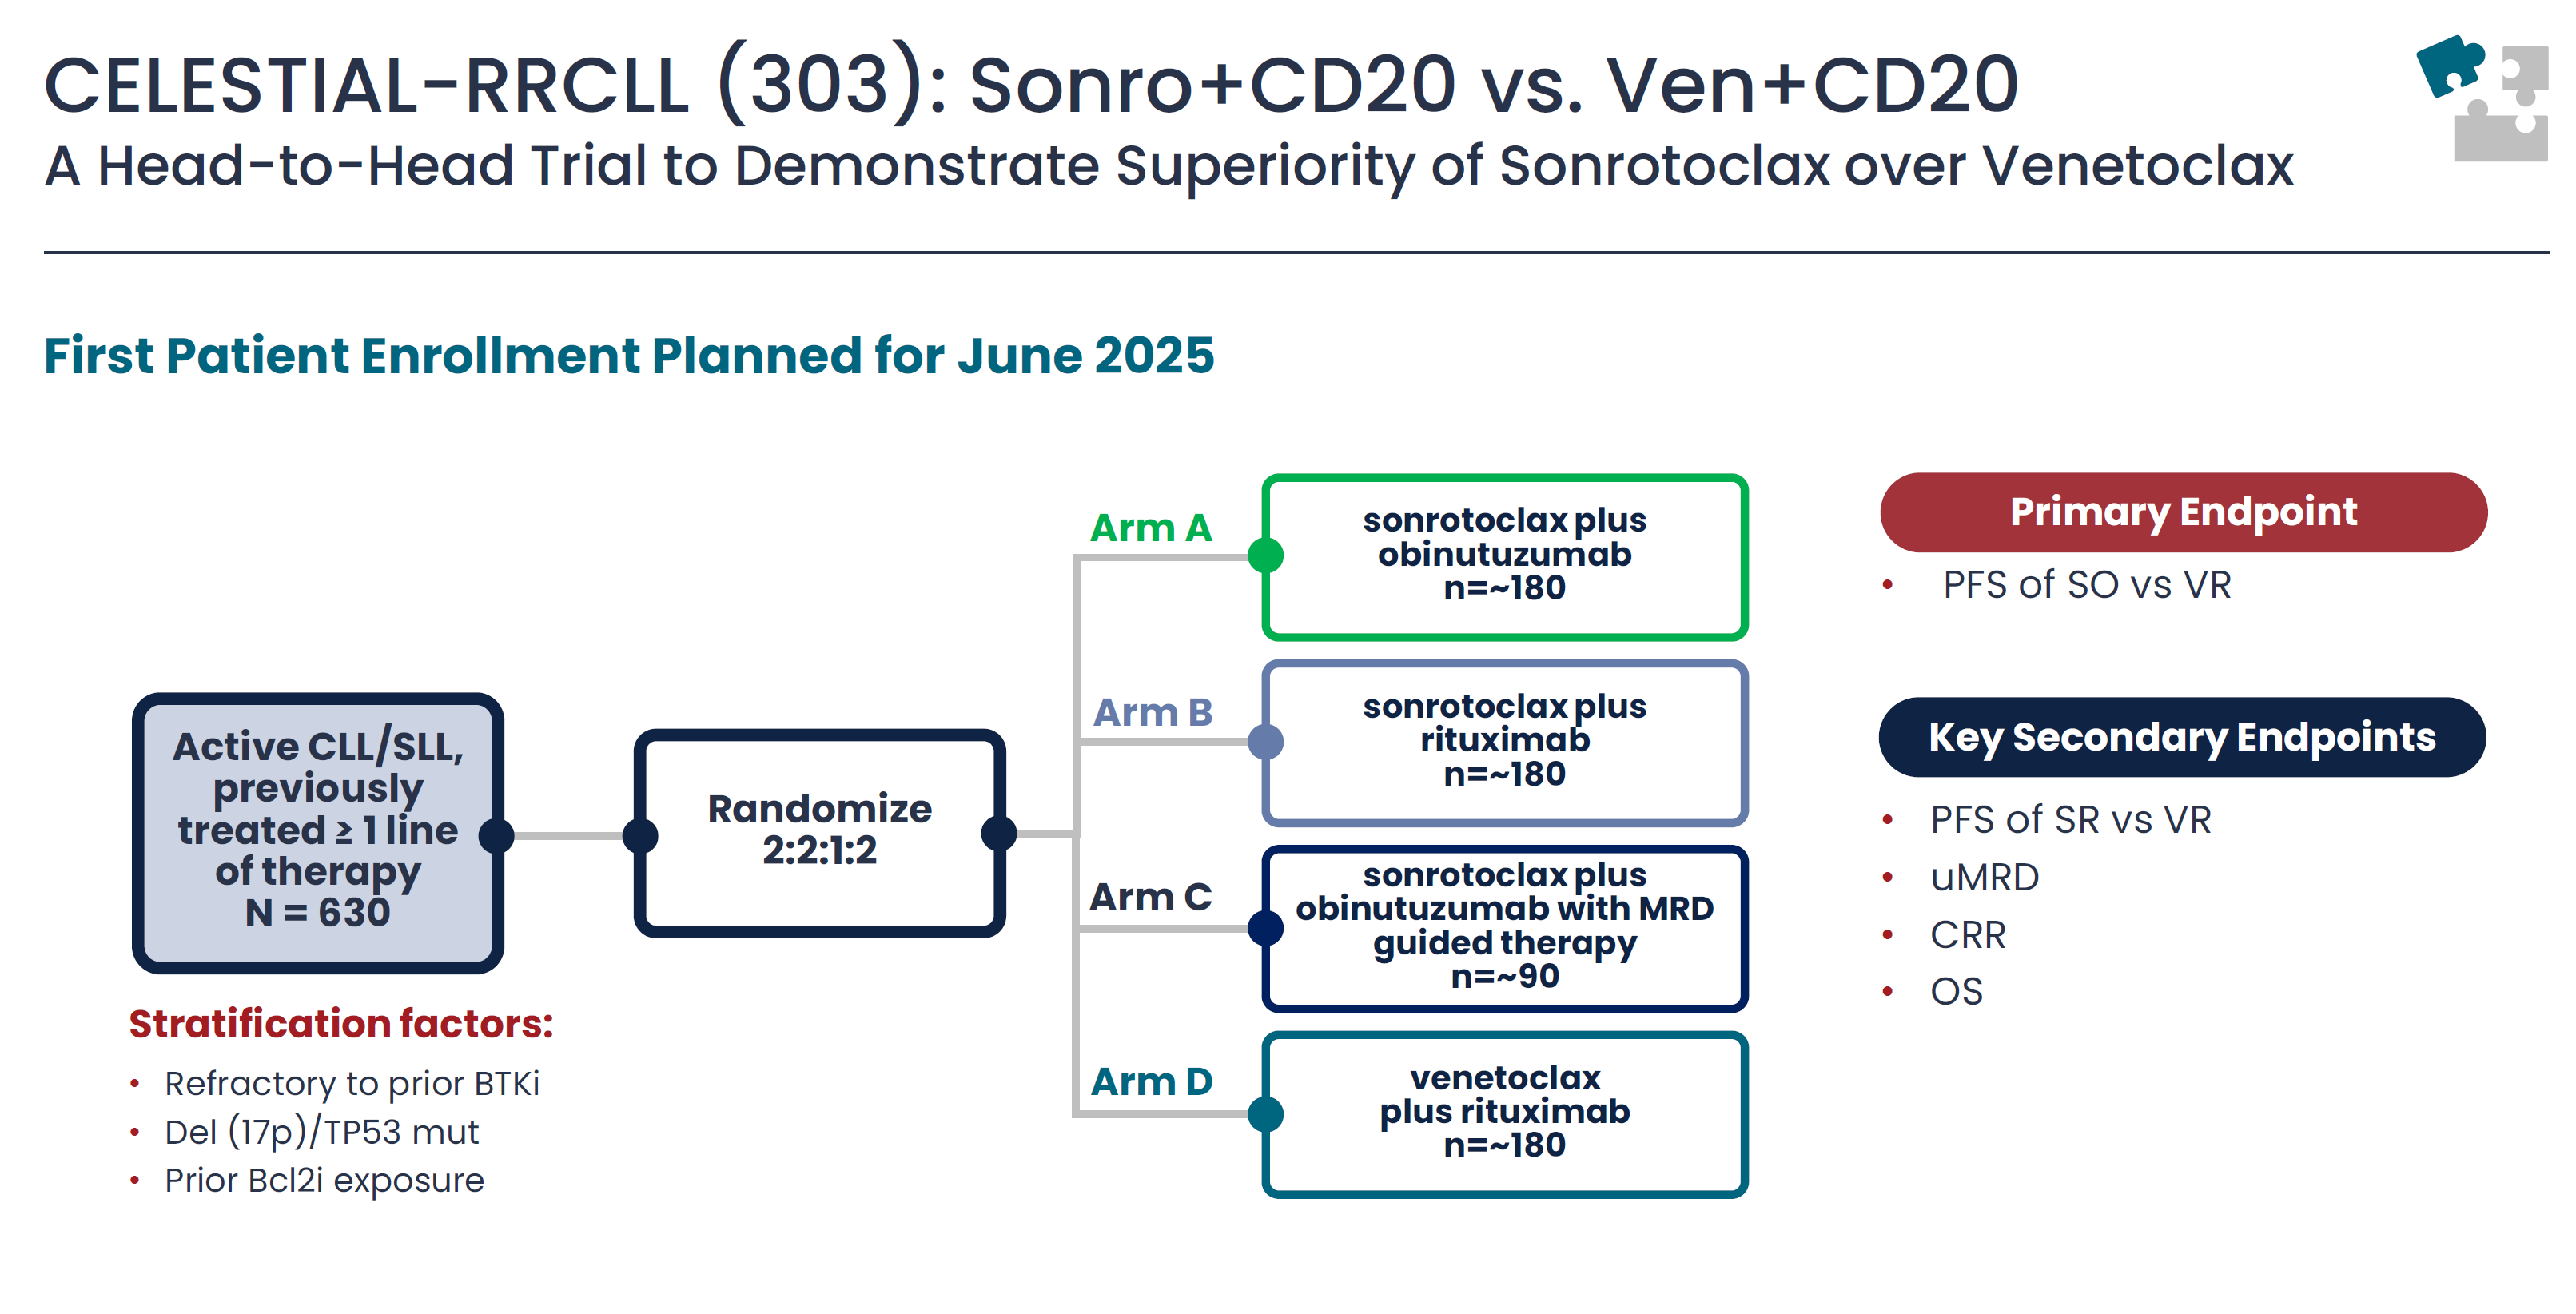 CELESTIAL-RRCLL (303): Sonro+CD20 vs. Ven+CD20
A Head-to-Head Trial to Demonstrate Superiority of Sonrotoclax over Venetoclax
First Patient Enrollment Planned for June 2025
Active CLL/SLL,
previously
treated ≥ 1 line
of therapy
N = 630
Stratification factors:
• Refractory to prior BTKi
• Del (17p)/TP53 mut
• Prior Bcl2i exposure
Randomize
2:2:1:2
Arm A
sonrotoclax plus
obinutuzumab
n=~180
Arm B
sonrotoclax plus
rituximab
n=~180
Arm C
sonrotoclax plus
obinutuzumab with MRD
guided therapy
n=~90
Arm D
venetoclax
plus rituximab
n=~180
Primary Endpoint
• PFS of SO vs VR
Key Secondary Endpoints
• PFS of SR vs VR
• uMRD
• CRR
• OS